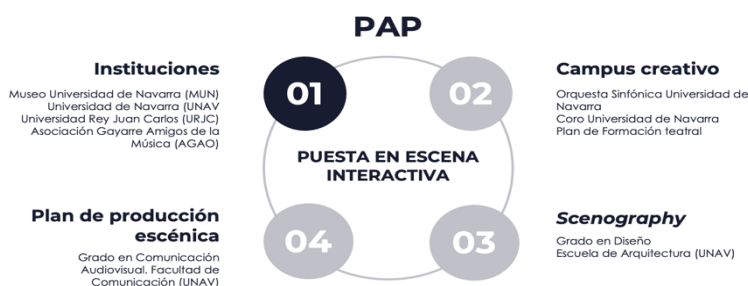 PAP
Instituciones
Museo Universidad de Navarra (MUN)
Universidad de Navarra (UNAV
Universidad Rey Juan Carlos (URJC)
Asociación Gayarre Amigos de la
Música (AGAO)
01
02
Campus creativo
Orquesta Sinfónica Universidad de
Navarra
Coro Universidad de Navarra
Plan de Formación teatral
PUESTA EN ESCENA
INTERACTIVA
Plan de producción
escénica
Grado en Comunicación
Audiovisual. Facultad de
Comunicación (UNAV)
04
03
Scenography
Grado en Diseño
Escuela de Arquitectura (UNAV)